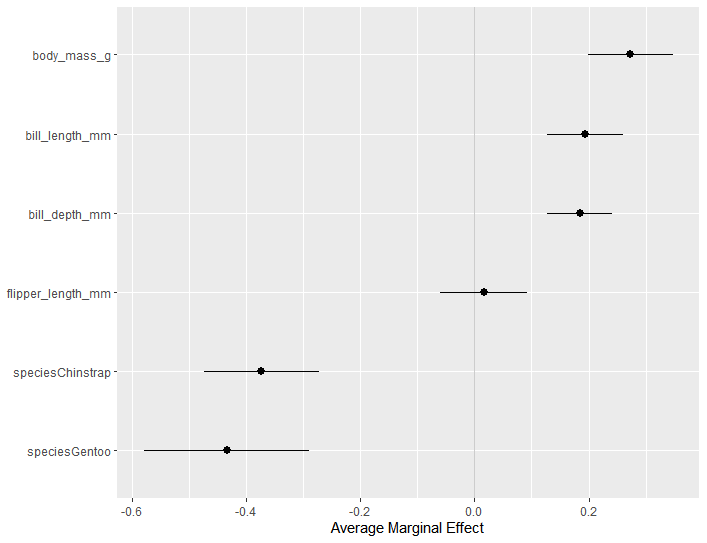 body_mass_g
bill_length_mm
bill_depth_mm
flipper_length_mm
speciesChinstrap
speciesGentoo
-0.6 -0.4 -0.2 0.0 0.2
Average Marginal Effect